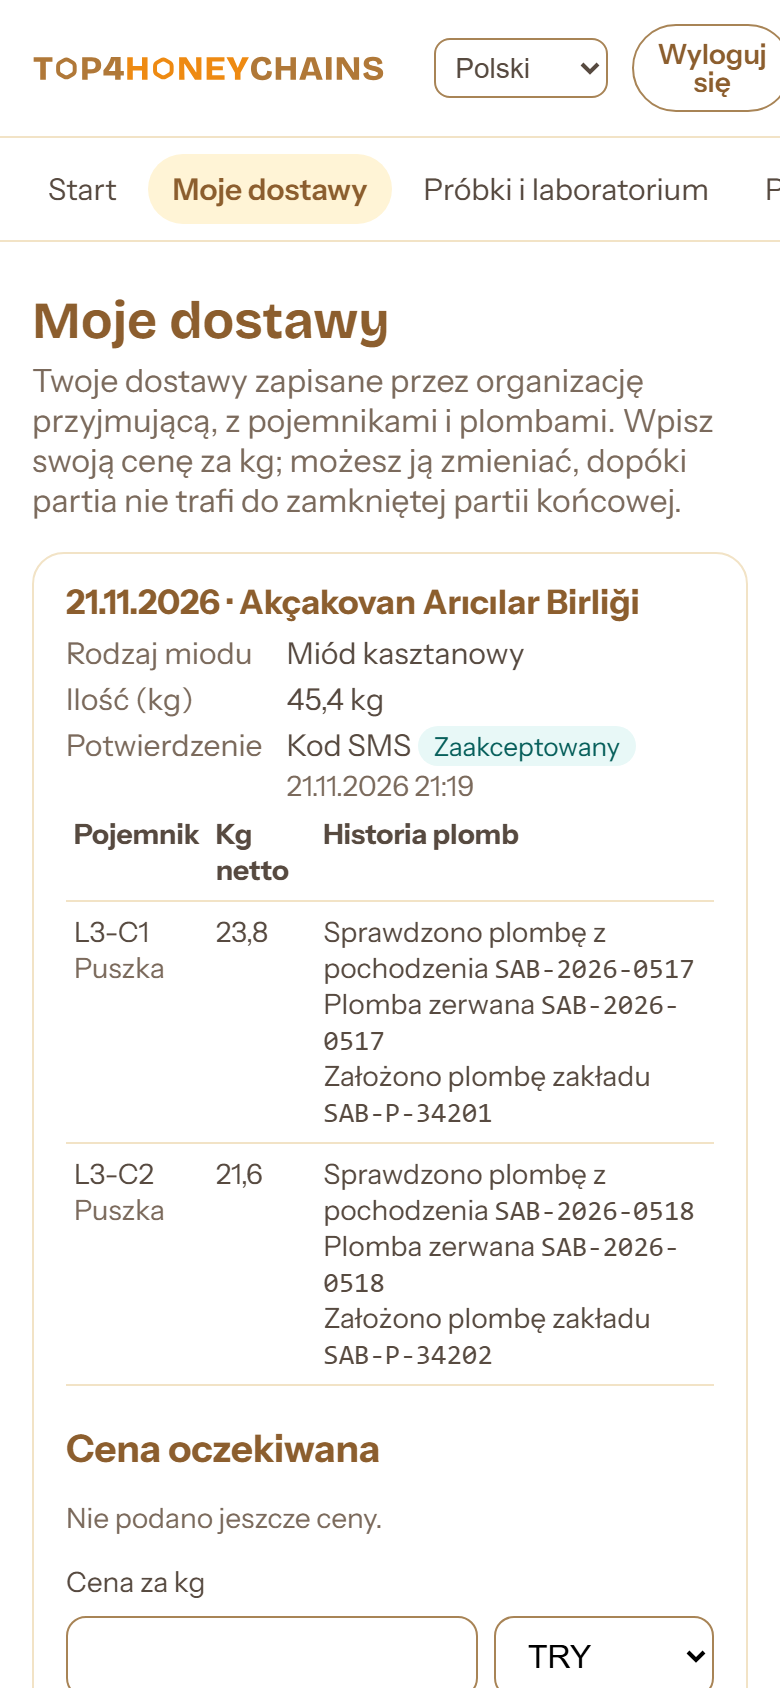 TOP4HONEYCHAINS
Polski
Wyloguj
się
Start
Moje dostawy
Próbki i laboratorium
Moje dostawy
Twoje dostawy zapisane przez organizację
przyjmującą, z pojemnikami i plombami. Wpisz
swoją cenę za kg; możesz ją zmieniać, dopóki
partia nie trafi do zamkniętej partii końcowej.
21.11.2026 · Akçakovan Arıcılar Birliği
Rodzaj miodu Miód kasztanowy
Ilość (kg) 45,4 kg
Potwierdzenie Kod SMS Zaakceptowany
21.11.2026 21:19
Pojemnik Kg Historia plomb
netto
L3-C1 23,8 Sprawdzono plombę z
Puszka pochodzenia SAB-2026-0517
Plomba zerwana SAB-2026-
0517
Założono plombę zakładu
SAB-P-34201
L3-C2 21,6 Sprawdzono plombę z
Puszka pochodzenia SAB-2026-0518
Plomba zerwana SAB-2026-
0518
Założono plombę zakładu
SAB-P-34202
Cena oczekiwana
Nie podano jeszcze ceny.
Cena za kg
TRY